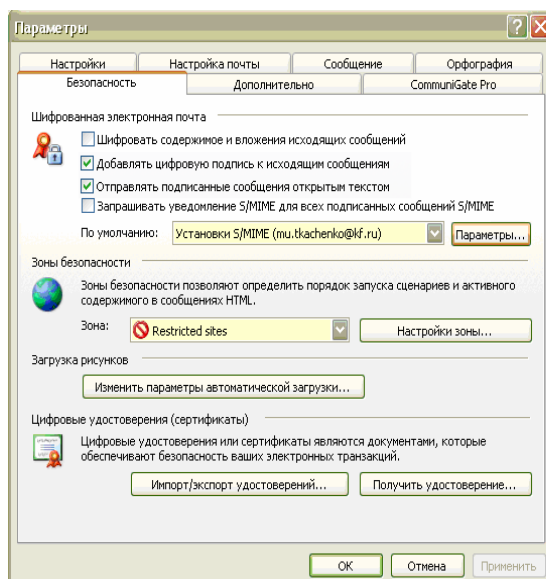 Параметры
Настройки
Настройка почты
Сообщение
Орфография
Безопасность
Дополнительно
CommuniGate Pro
Шифрованная электронная почта
Шифровать содержимое и вложения исходящих сообщений
Добавлять цифровую подпись к исходящим сообщениям
Отправлять подписанные сообщения открытым текстом
Запрашивать уведомление S/MIME для всех подписанных сообщений S/MIME
По умолчанию: Установки S/MIME (mu.tkachenko@kf.ru) Параметры...
Зоны безопасности
Зоны безопасности позволяют определить порядок запуска сценариев и активного
содержимого в сообщениях HTML.
Зона: Restricted sites Настройки зоны...
Загрузка рисунков
Изменить параметры автоматической загрузки...
Цифровые удостоверения (сертификаты)
Цифровые удостоверения или сертификаты являются документами, которые
обеспечивают безопасность ваших электронных транзакций.
Импорт/экспорт удостоверений... Получить удостоверение...
ОК Отмена Применить